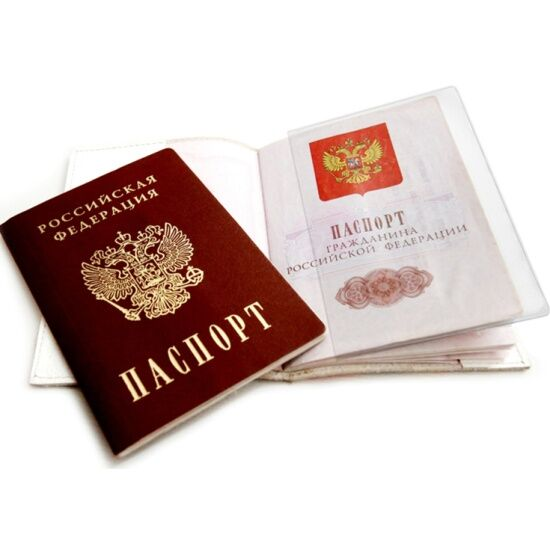 РОССИЙСКАЯ
ФЕДЕРАЦИЯ
ПАСПОРТ
ПАСПОРТ
ГРАЖДАНИНА
РОССИЙСКОЙ ФЕДЕРАЦИИ